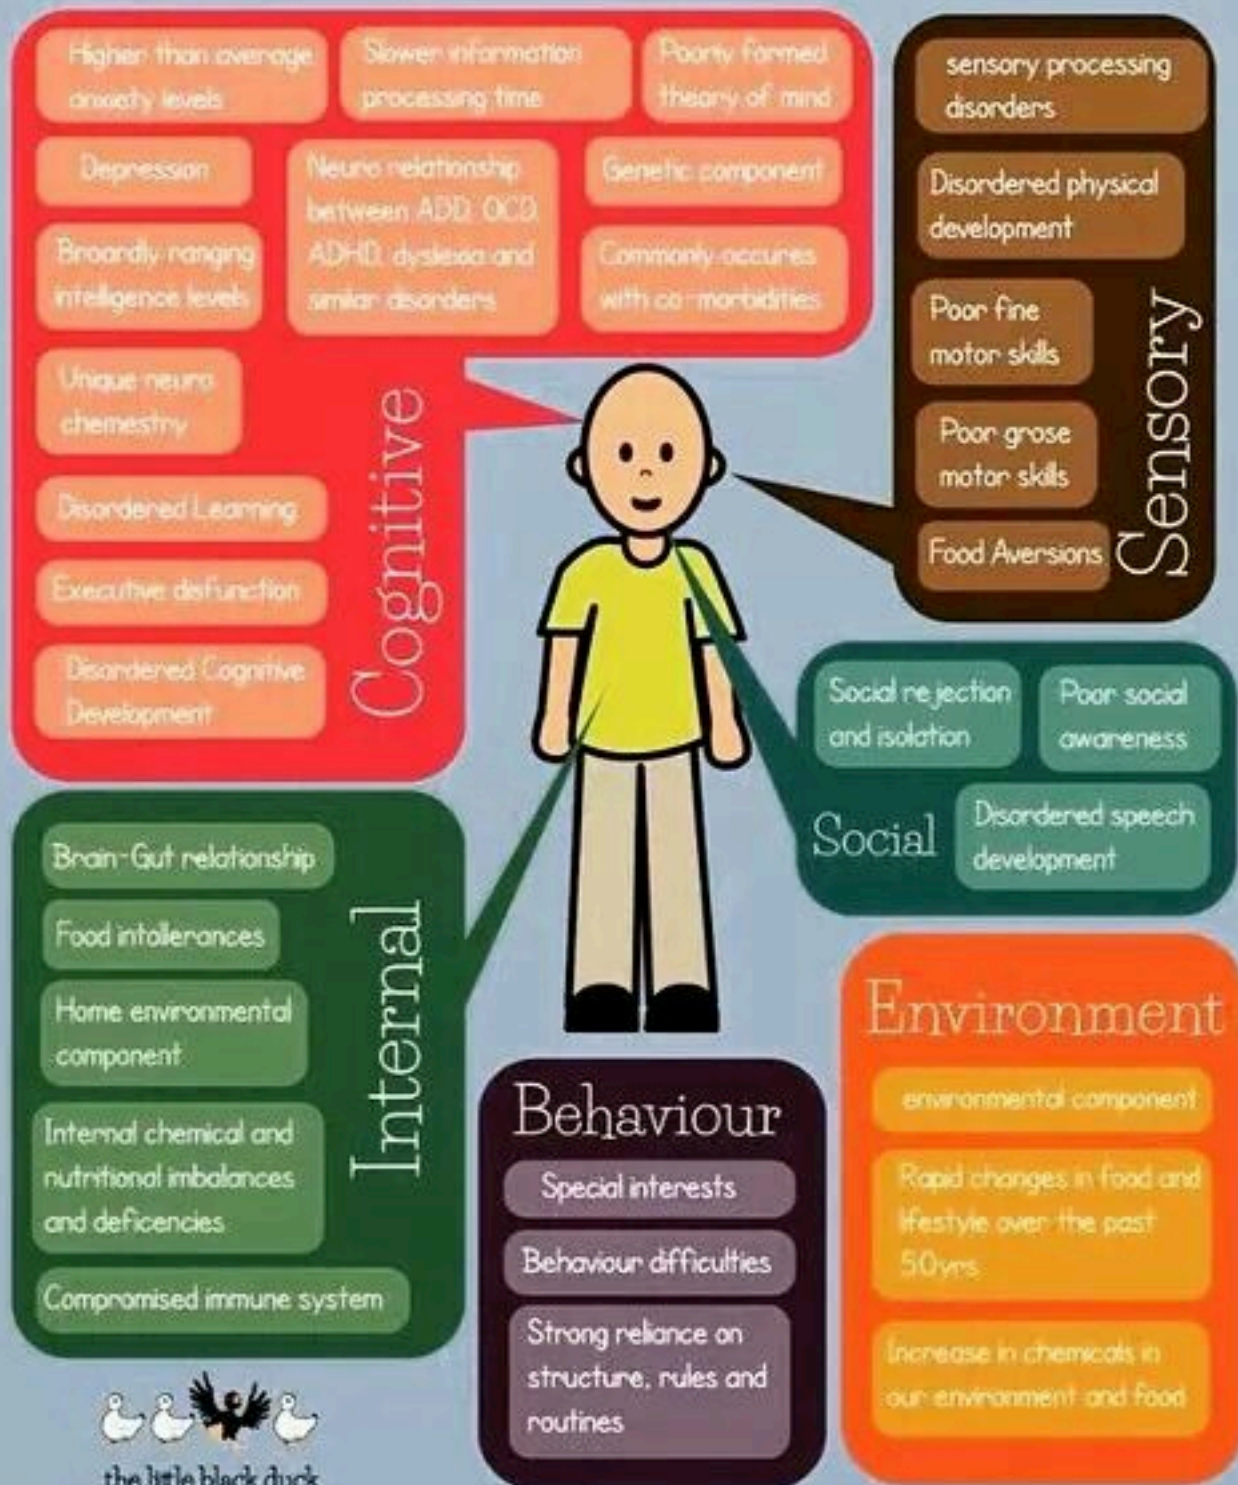 Higher than average
anxiety levels
Slower information
processing time
Poorly formed
theory of mind
Depression
Neuro relationship
between ADD, OCD,
ADHD, dyslexia and
similar disorders
Genetic component
Broardly ranging
intelligence levels
Commonly occures
with co-morbidities
Unique neuro
chemestry
Disordered Learning
Executive disfunction
Disordered Cognitive
Development
Cognitive
sensory processing
disorders
Disordered physical
development
Poor fine
motor skills
Poor grose
motor skills
Food Aversions
Sensory
Social rejection
and isolation
Poor social
awareness
Social
Disordered speech
development
Brain-Gut relationship
Food intollerances
Home environmental
component
Internal chemical and
nutritional imbalances
and deficencies
Compromised immune system
Internal
Behaviour
Special interests
Behaviour difficulties
Strong reliance on
structure, rules and
routines
Environment
environmental component
Rapid changes in food and
lifestyle over the past
50yrs
Increase in chemicals in
our environment and food
the little black duck